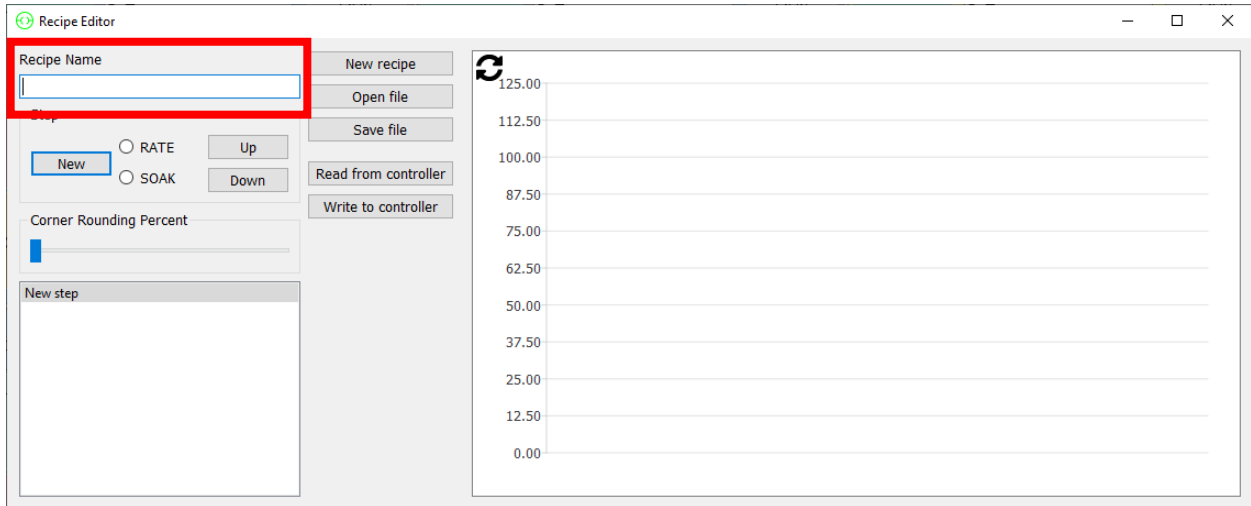 Recipe Editor
Recipe Name
Step
New
RATE
SOAK
Up
Down
Corner Rounding Percent
New step
New recipe
Open file
Save file
Read from controller
Write to controller
125.00
112.50
100.00
87.50
75.00
62.50
50.00
37.50
25.00
12.50
0.00